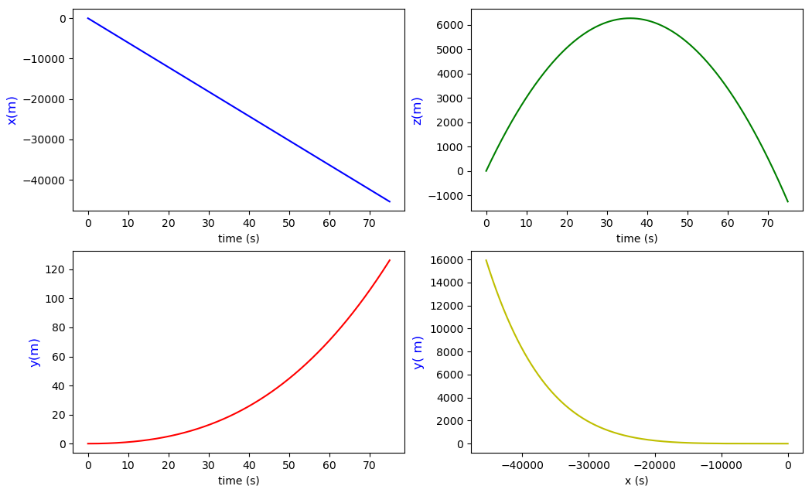 0
−10000
−20000
−30000
−40000
x(m)
0 10 20 30 40 50 60 70
time (s)
6000
5000
4000
3000
2000
1000
0
−1000
z(m)
0 10 20 30 40 50 60 70
time (s)
120
100
80
60
40
20
0
y(m)
0 10 20 30 40 50 60 70
time (s)
16000
14000
12000
10000
8000
6000
4000
2000
0
y( m)
−40000 −30000 −20000 −10000 0
x (s)